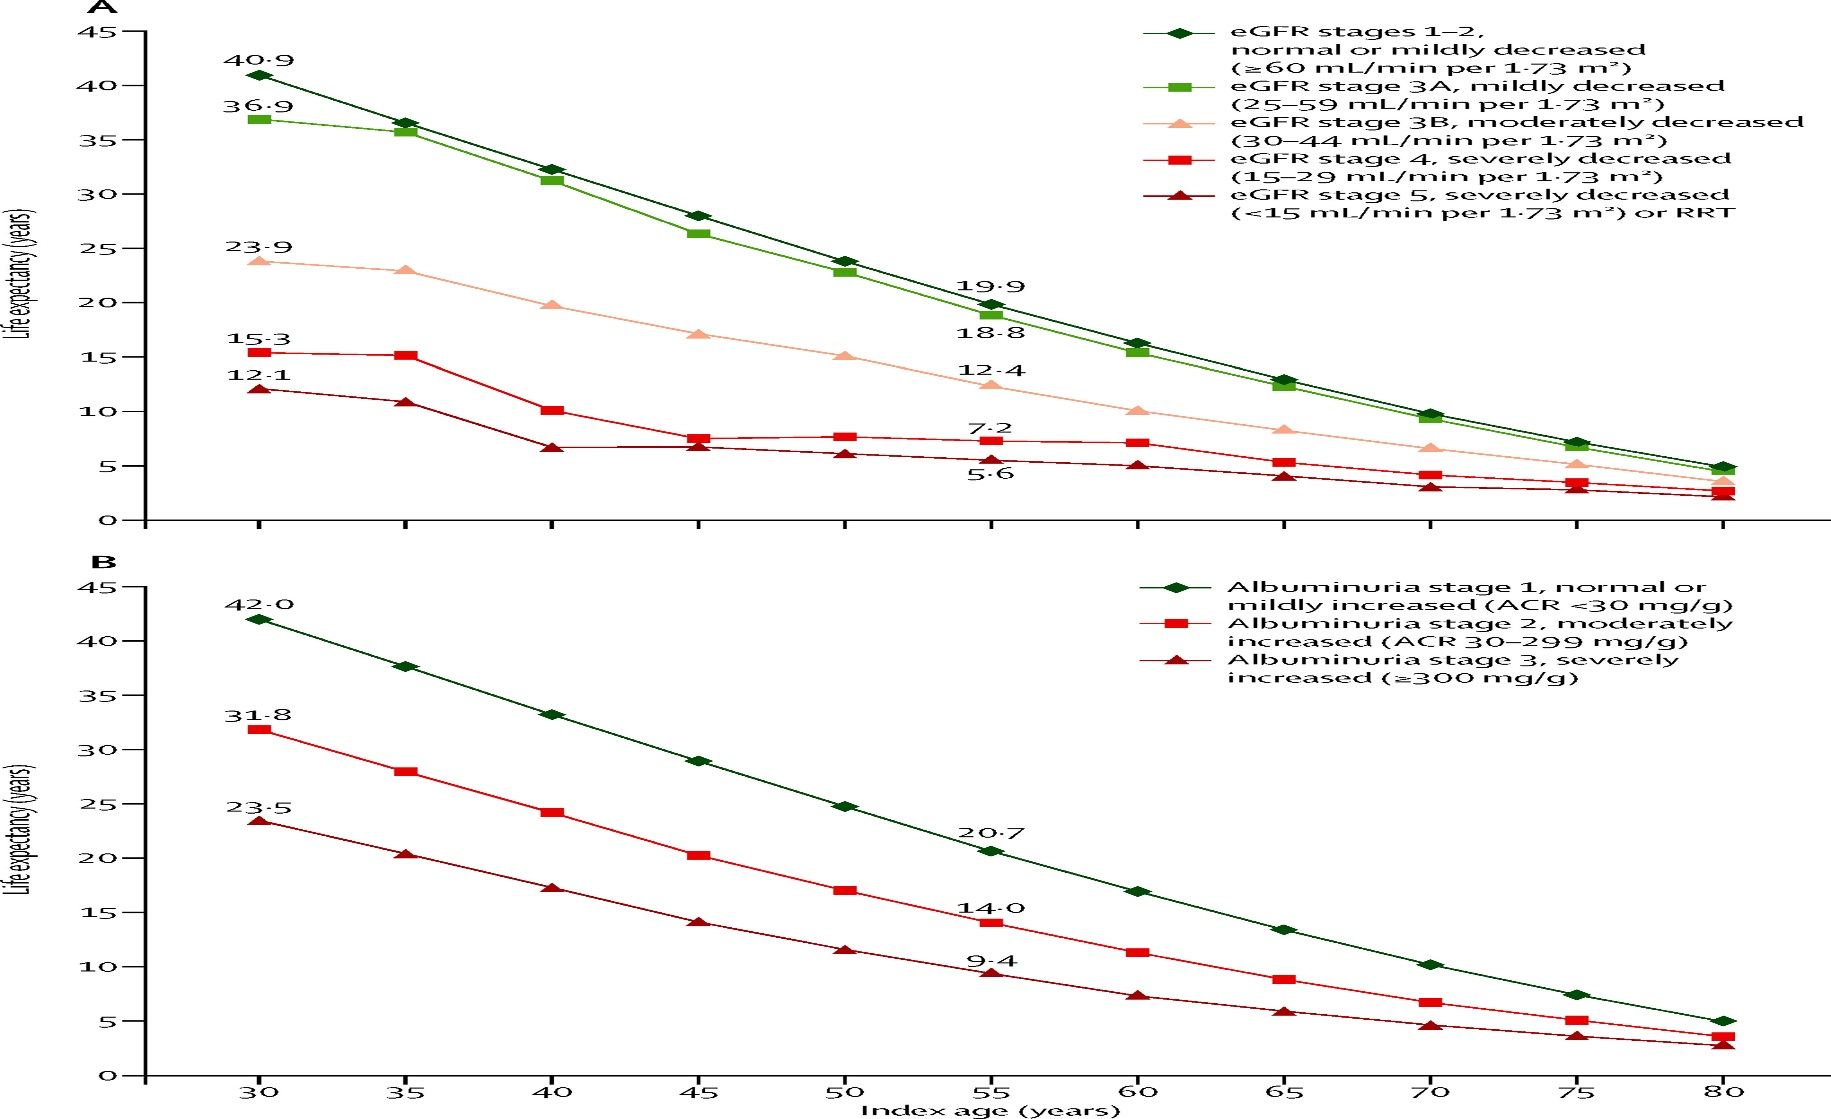 A
45
40
35
30
25
20
15
10
5
0
Life expectancy (years)
40·9
36·9
23·9
15·3
12·1
19·9
18·8
12·4
7·2
5·6
eGFR stages 1–2,
normal or mildly decreased
(≥60 mL/min per 1·73 m²)
eGFR stage 3A, mildly decreased
(25–59 mL/min per 1·73 m²)
eGFR stage 3B, moderately decreased
(30–44 mL/min per 1·73 m²)
eGFR stage 4, severely decreased
(15–29 mL/min per 1·73 m²)
eGFR stage 5, severely decreased
(<15 mL/min per 1·73 m²) or RRT
B
45
40
35
30
25
20
15
10
5
0
Life expectancy (years)
42·0
31·8
23·5
20·7
14·0
9·4
Albuminuria stage 1, normal or
mildly increased (ACR <30 mg/g)
Albuminuria stage 2, moderately
increased (ACR 30–299 mg/g)
Albuminuria stage 3, severely
increased (≥300 mg/g)
30 35 40 45 50 55 60 65 70 75 80
Index age (years)